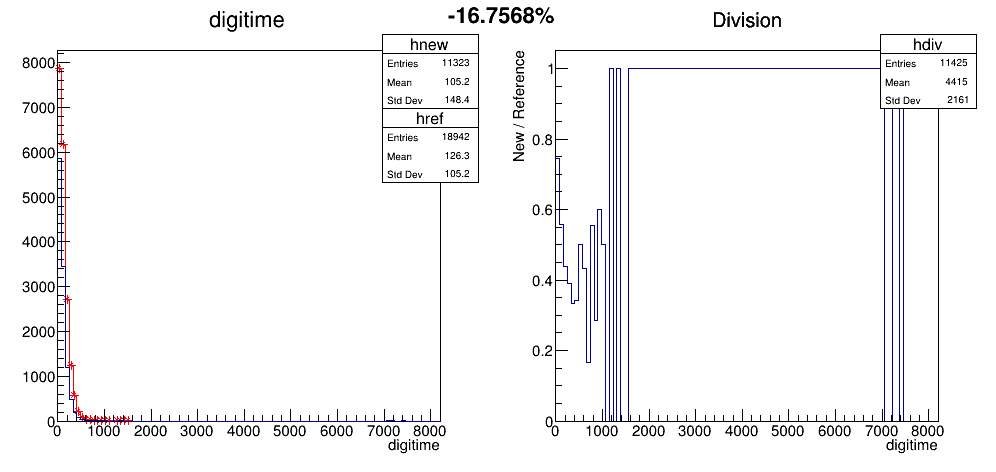 -16.7568%
digitime
hnew
Entries 11323
Mean 105.2
Std Dev 148.4
href
Entries 18942
Mean 126.3
Std Dev 105.2
8000
7000
6000
5000
4000
3000
2000
1000
0
0 1000 2000 3000 4000 5000 6000 7000 8000
digitime
Division
hdiv
Entries 11425
Mean 4415
Std Dev 2161
New / Reference
1
0.8
0.6
0.4
0.2
0
0 1000 2000 3000 4000 5000 6000 7000 8000
digitime